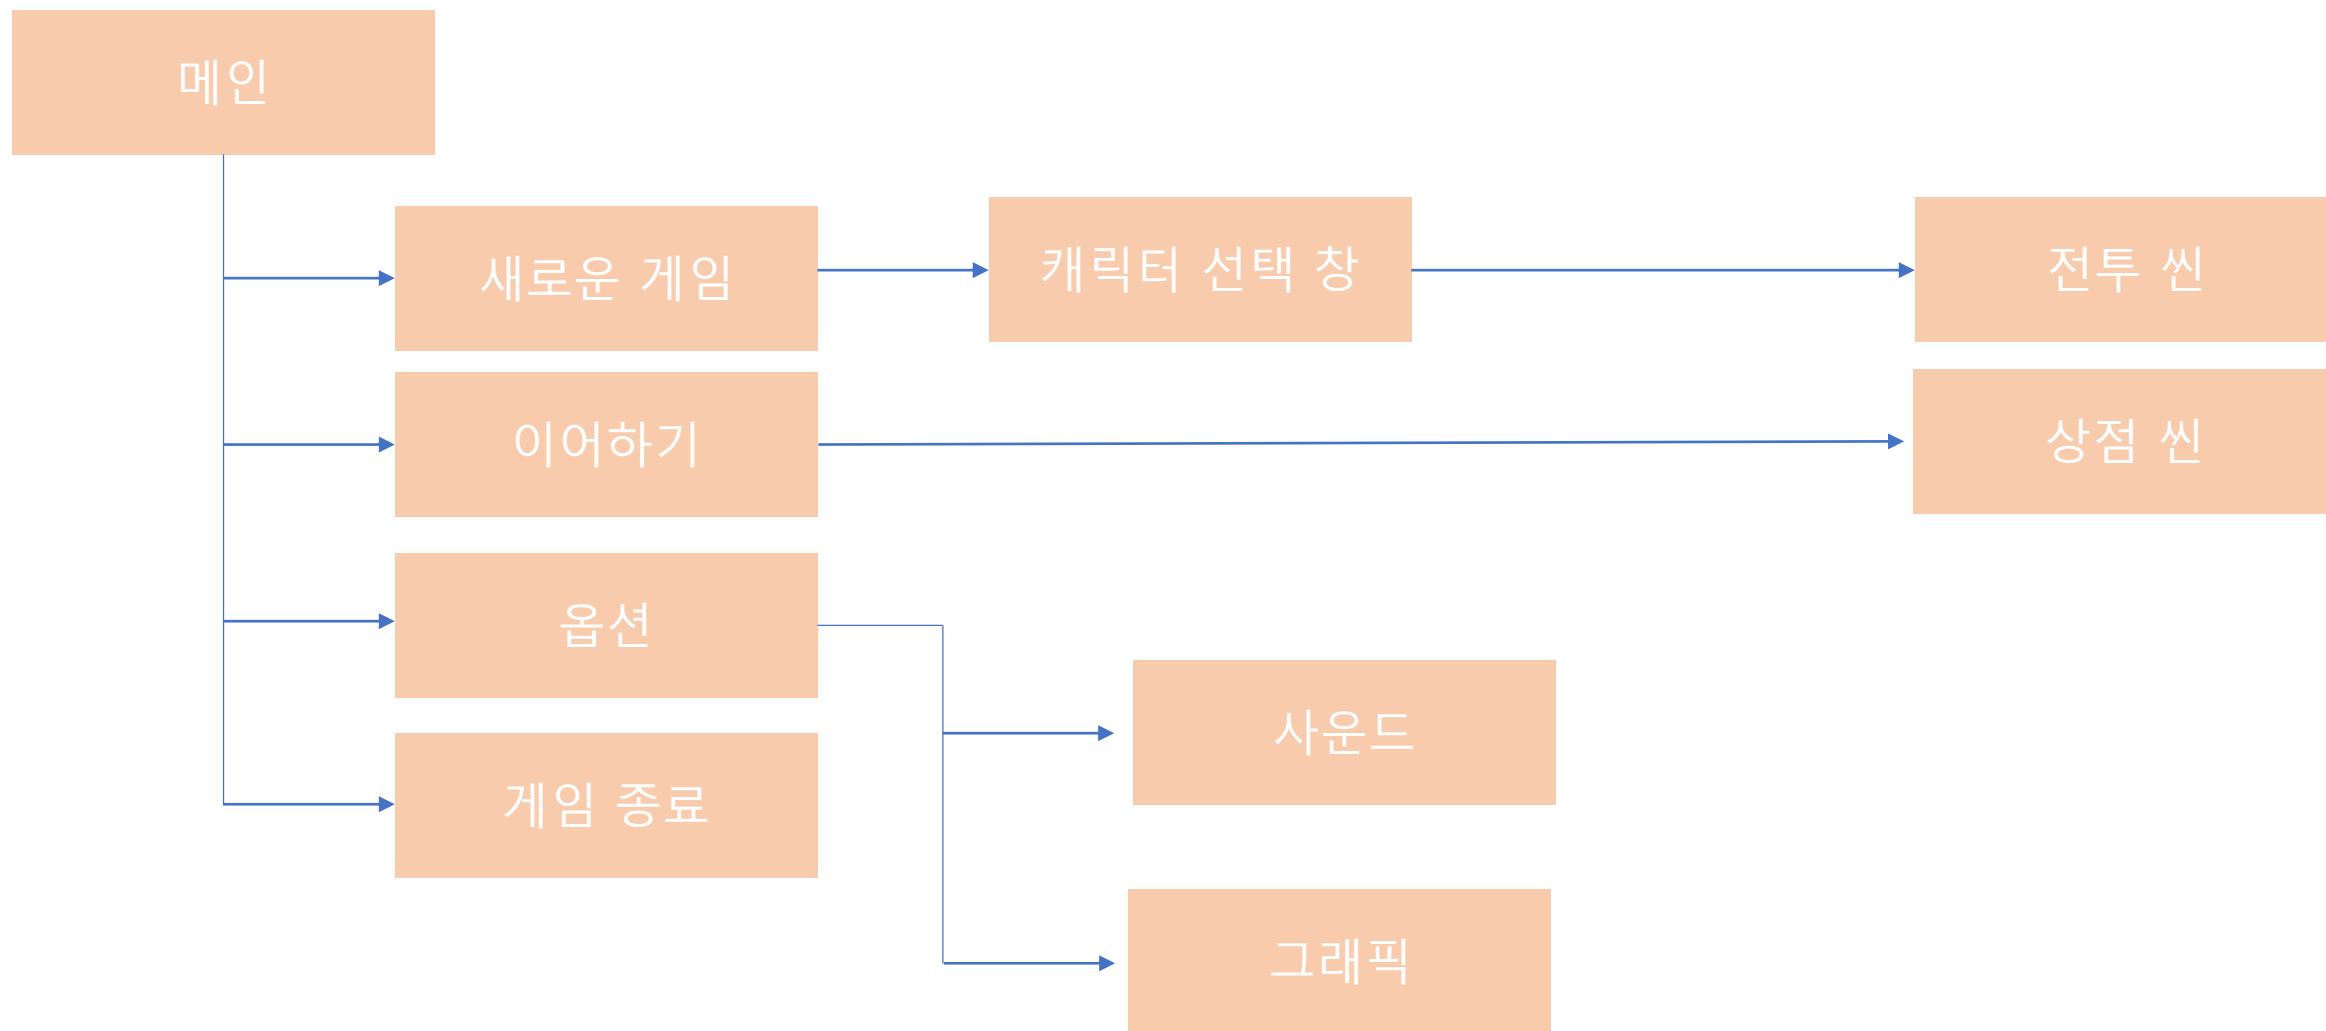 메인
새로운 게임
캐릭터 선택 창
전투 씬
이어하기
상점 씬
옵션
사운드
게임 종료
그래픽